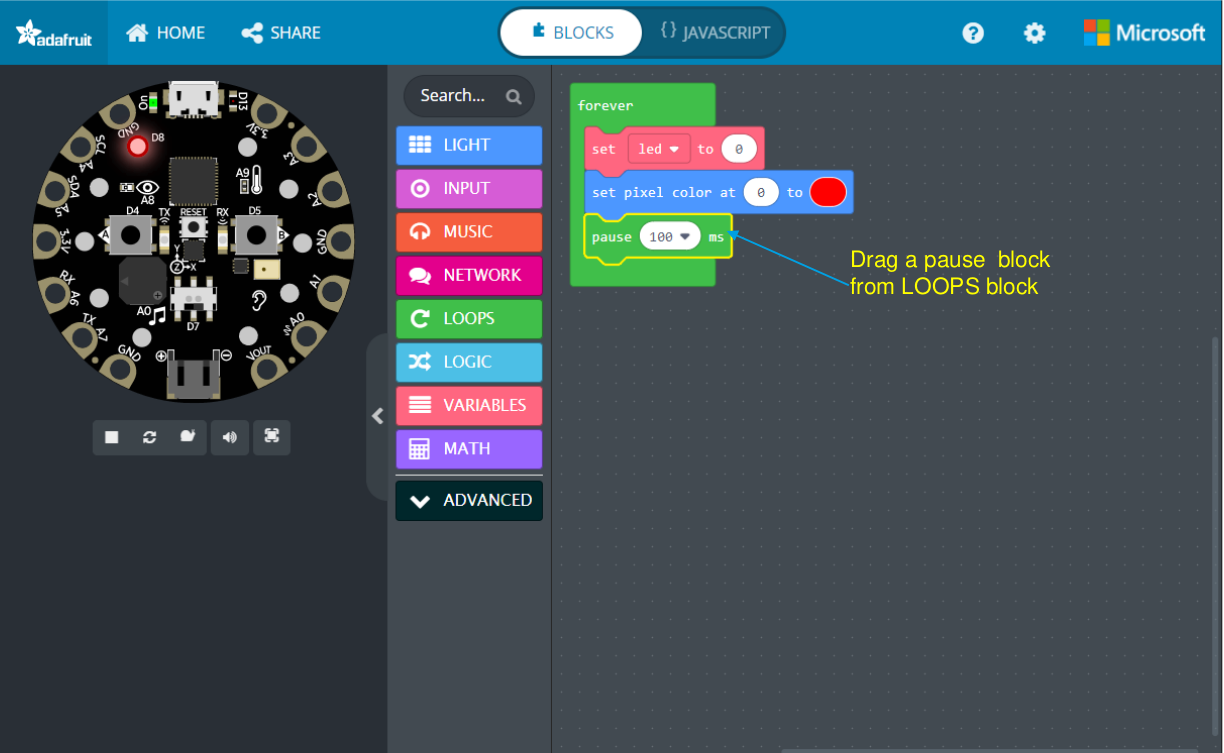 adafruit
HOME
SHARE
BLOCKS
{} JAVASCRIPT
?
Microsoft
Search...
LIGHT
INPUT
MUSIC
NETWORK
LOOPS
LOGIC
VARIABLES
MATH
ADVANCED
forever
set led to 0
set pixel color at 0 to
pause 100 ms
Drag a pause block
from LOOPS block
On
D13
GND
D8
3.3V
SCL
A4
A3
SDA
A5
A8
A9
A2
D4
TX
RESET
RX
D5
A
B
3.3V
GND
Y
Z
X
RX
A6
A1
A0
D7
TX
A7
A0
GND
VOUT